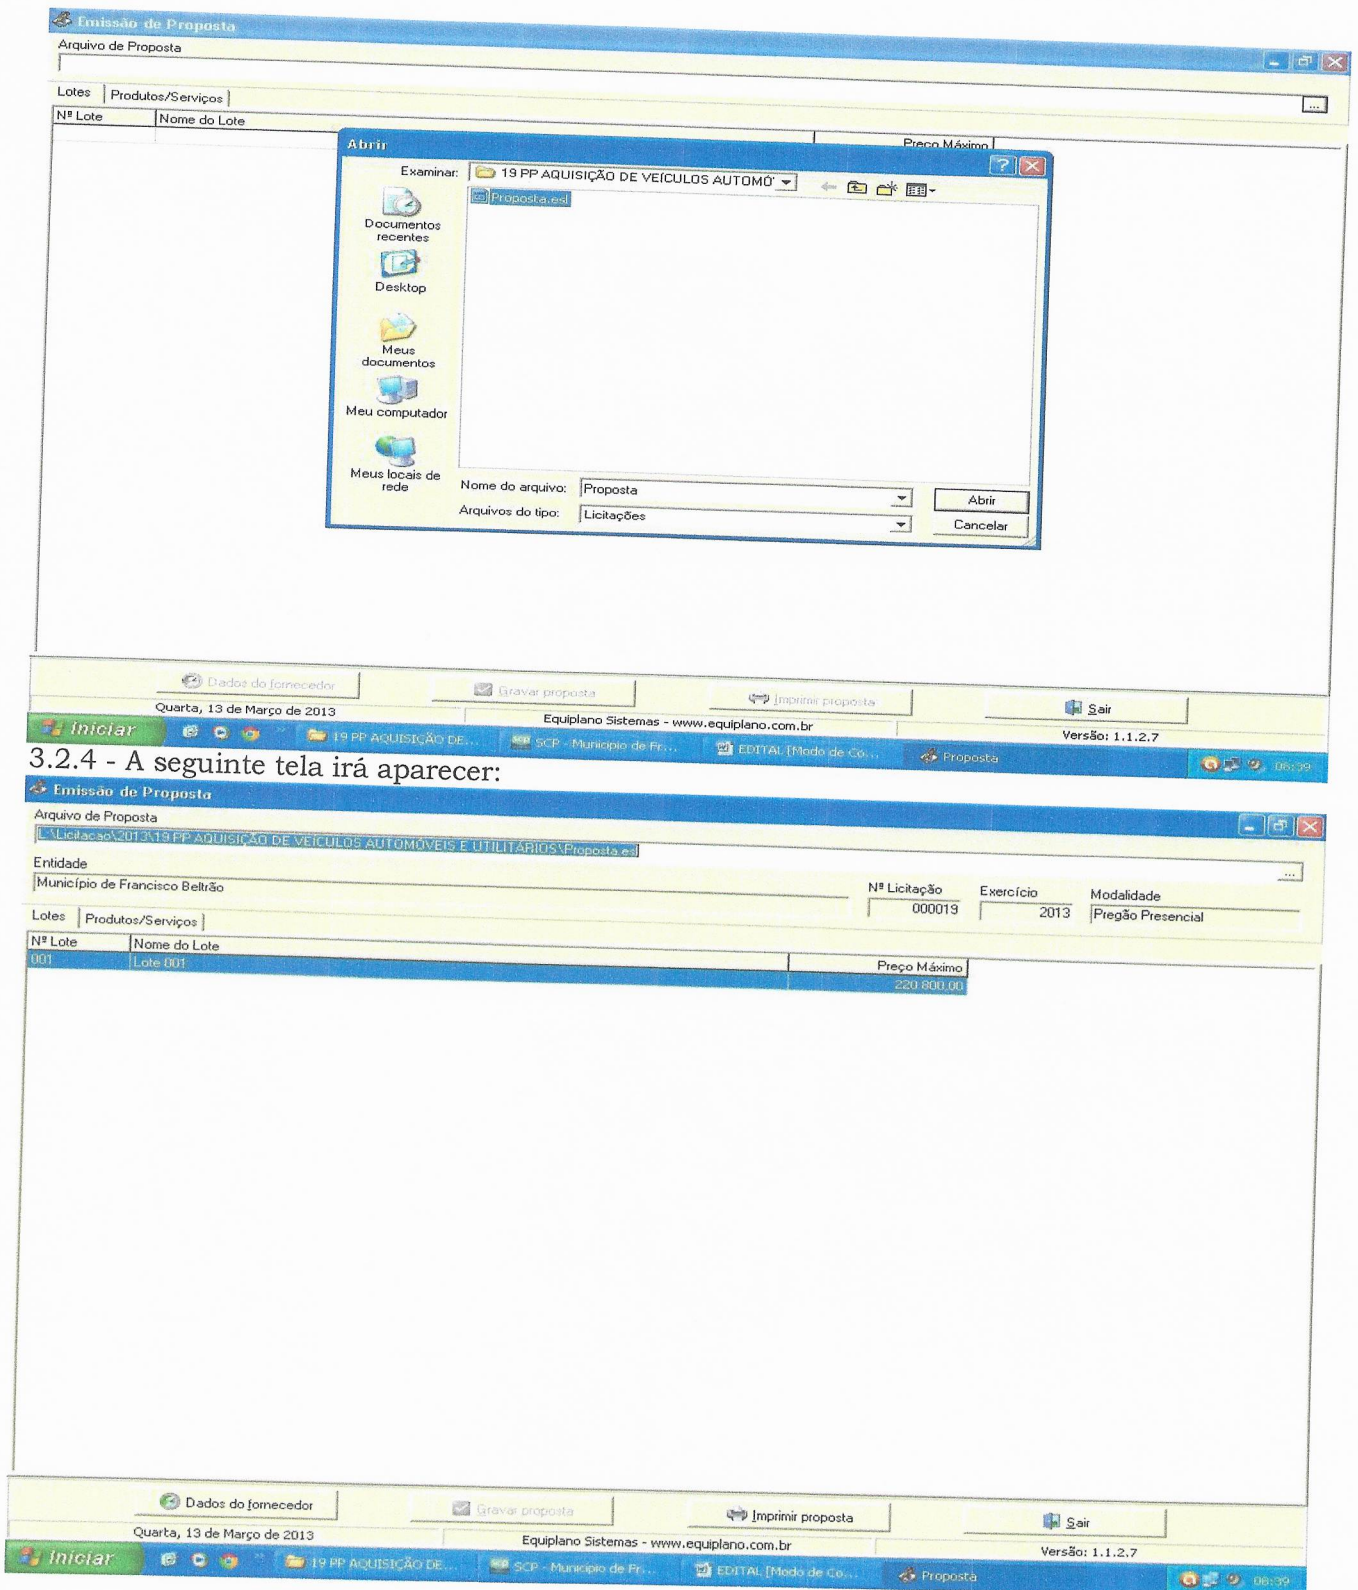 Emissão de Proposta
Arquivo de Proposta
...
Lotes Produtos/Serviços
Nº Lote Nome do Lote Preço Máximo
Abrir
Examinar: 19 PP AQUISIÇÃO DE VEÍCULOS AUTOMÓ
Proposta.esl
Documentos
recentes
Desktop
Meus
documentos
Meu computador
Meus locais de
rede
Nome do arquivo: Proposta Abrir
Arquivos do tipo: Licitações Cancelar
Dados do fornecedor Gravar proposta Imprimir proposta Sair
Quarta, 13 de Março de 2013 Equiplano Sistemas - www.equiplano.com.br Versão: 1.1.2.7
Iniciar 19 PP AQUISIÇÃO DE... SCP - Município de Fr... EDITAL [Modo de Co... Proposta 08:39
3.2.4 - A seguinte tela irá aparecer:
Emissão de Proposta
Arquivo de Proposta
L:\Licitacao\2013\19 PP AQUISIÇÃO DE VEÍCULOS AUTOMÓVEIS E UTILITÁRIOS\Proposta.esl
...
Entidade Nº Licitação Exercício Modalidade
Município de Francisco Beltrão 000019 2013 Pregão Presencial
Lotes Produtos/Serviços
Nº Lote Nome do Lote Preço Máximo
001 Lote 001 220.800,00
Dados do fornecedor Gravar proposta Imprimir proposta Sair
Quarta, 13 de Março de 2013 Equiplano Sistemas - www.equiplano.com.br Versão: 1.1.2.7
Iniciar 19 PP AQUISIÇÃO DE... SCP - Município de Fr... EDITAL [Modo de Co... Proposta 08:39